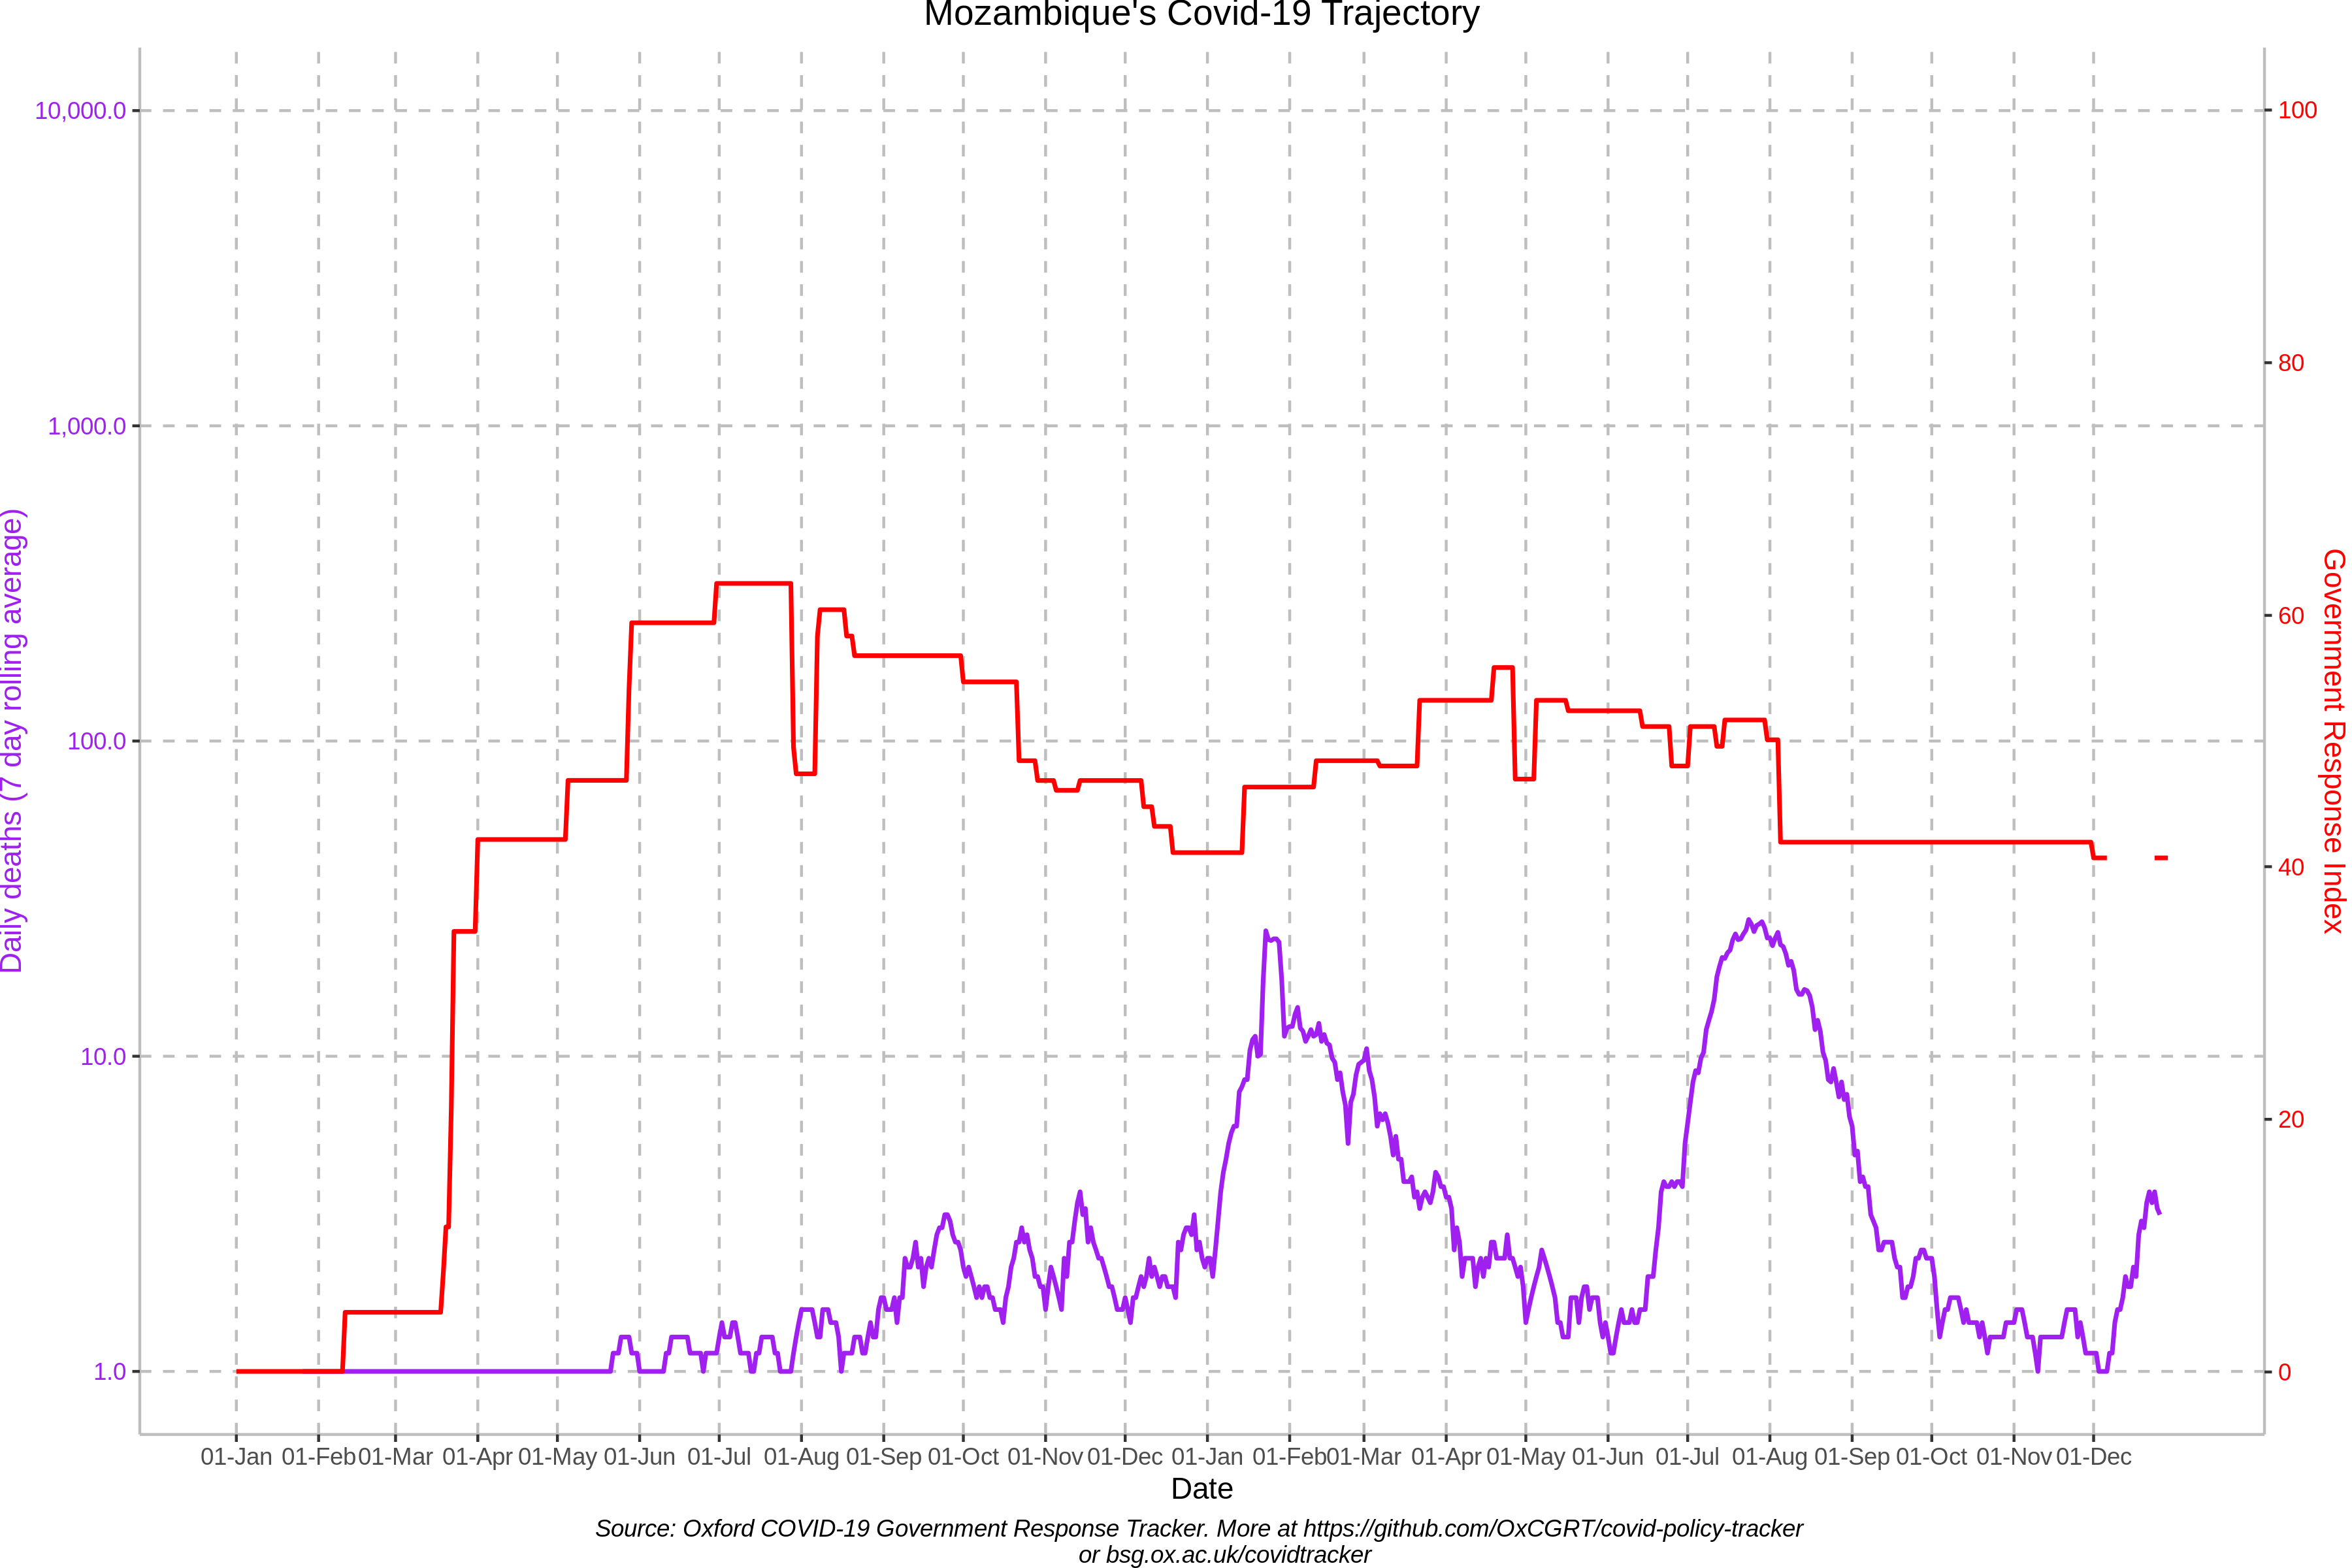 Mozambique's Covid-19 Trajectory
10,000.0
1,000.0
100.0
10.0
1.0
Daily deaths (7 day rolling average)
100
80
60
40
20
0
Government Response Index
01-Jan 01-Feb 01-Mar 01-Apr 01-May 01-Jun 01-Jul 01-Aug 01-Sep 01-Oct 01-Nov 01-Dec 01-Jan 01-Feb 01-Mar 01-Apr 01-May 01-Jun 01-Jul 01-Aug 01-Sep 01-Oct 01-Nov 01-Dec
Date
Source: Oxford COVID-19 Government Response Tracker. More at https://github.com/OxCGRT/covid-policy-tracker
or bsg.ox.ac.uk/covidtracker